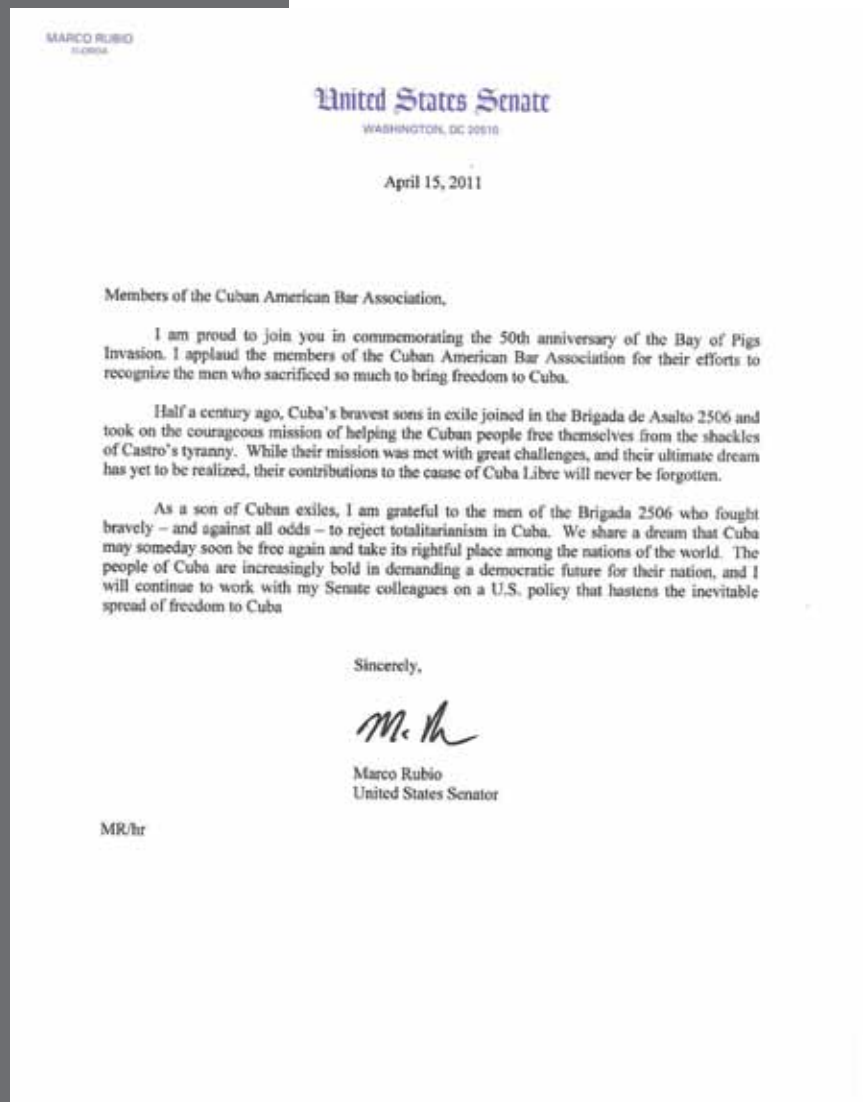 MARCO RUBIO
FLORIDA
United States Senate
WASHINGTON, DC 20510
April 15, 2011
Members of the Cuban American Bar Association,
I am proud to join you in commemorating the 50th anniversary of the Bay of Pigs
Invasion. I applaud the members of the Cuban American Bar Association for their efforts to
recognize the men who sacrificed so much to bring freedom to Cuba.
Half a century ago, Cuba's bravest sons in exile joined in the Brigada de Asalto 2506 and
took on the courageous mission of helping the Cuban people free themselves from the shackles
of Castro's tyranny. While their mission was met with great challenges, and their ultimate dream
has yet to be realized, their contributions to the cause of Cuba Libre will never be forgotten.
As a son of Cuban exiles, I am grateful to the men of the Brigada 2506 who fought
bravely – and against all odds – to reject totalitarianism in Cuba. We share a dream that Cuba
may someday soon be free again and take its rightful place among the nations of the world. The
people of Cuba are increasingly bold in demanding a democratic future for their nation, and I
will continue to work with my Senate colleagues on a U.S. policy that hastens the inevitable
spread of freedom to Cuba
Sincerely,
M. R
Marco Rubio
United States Senator
MR/hr